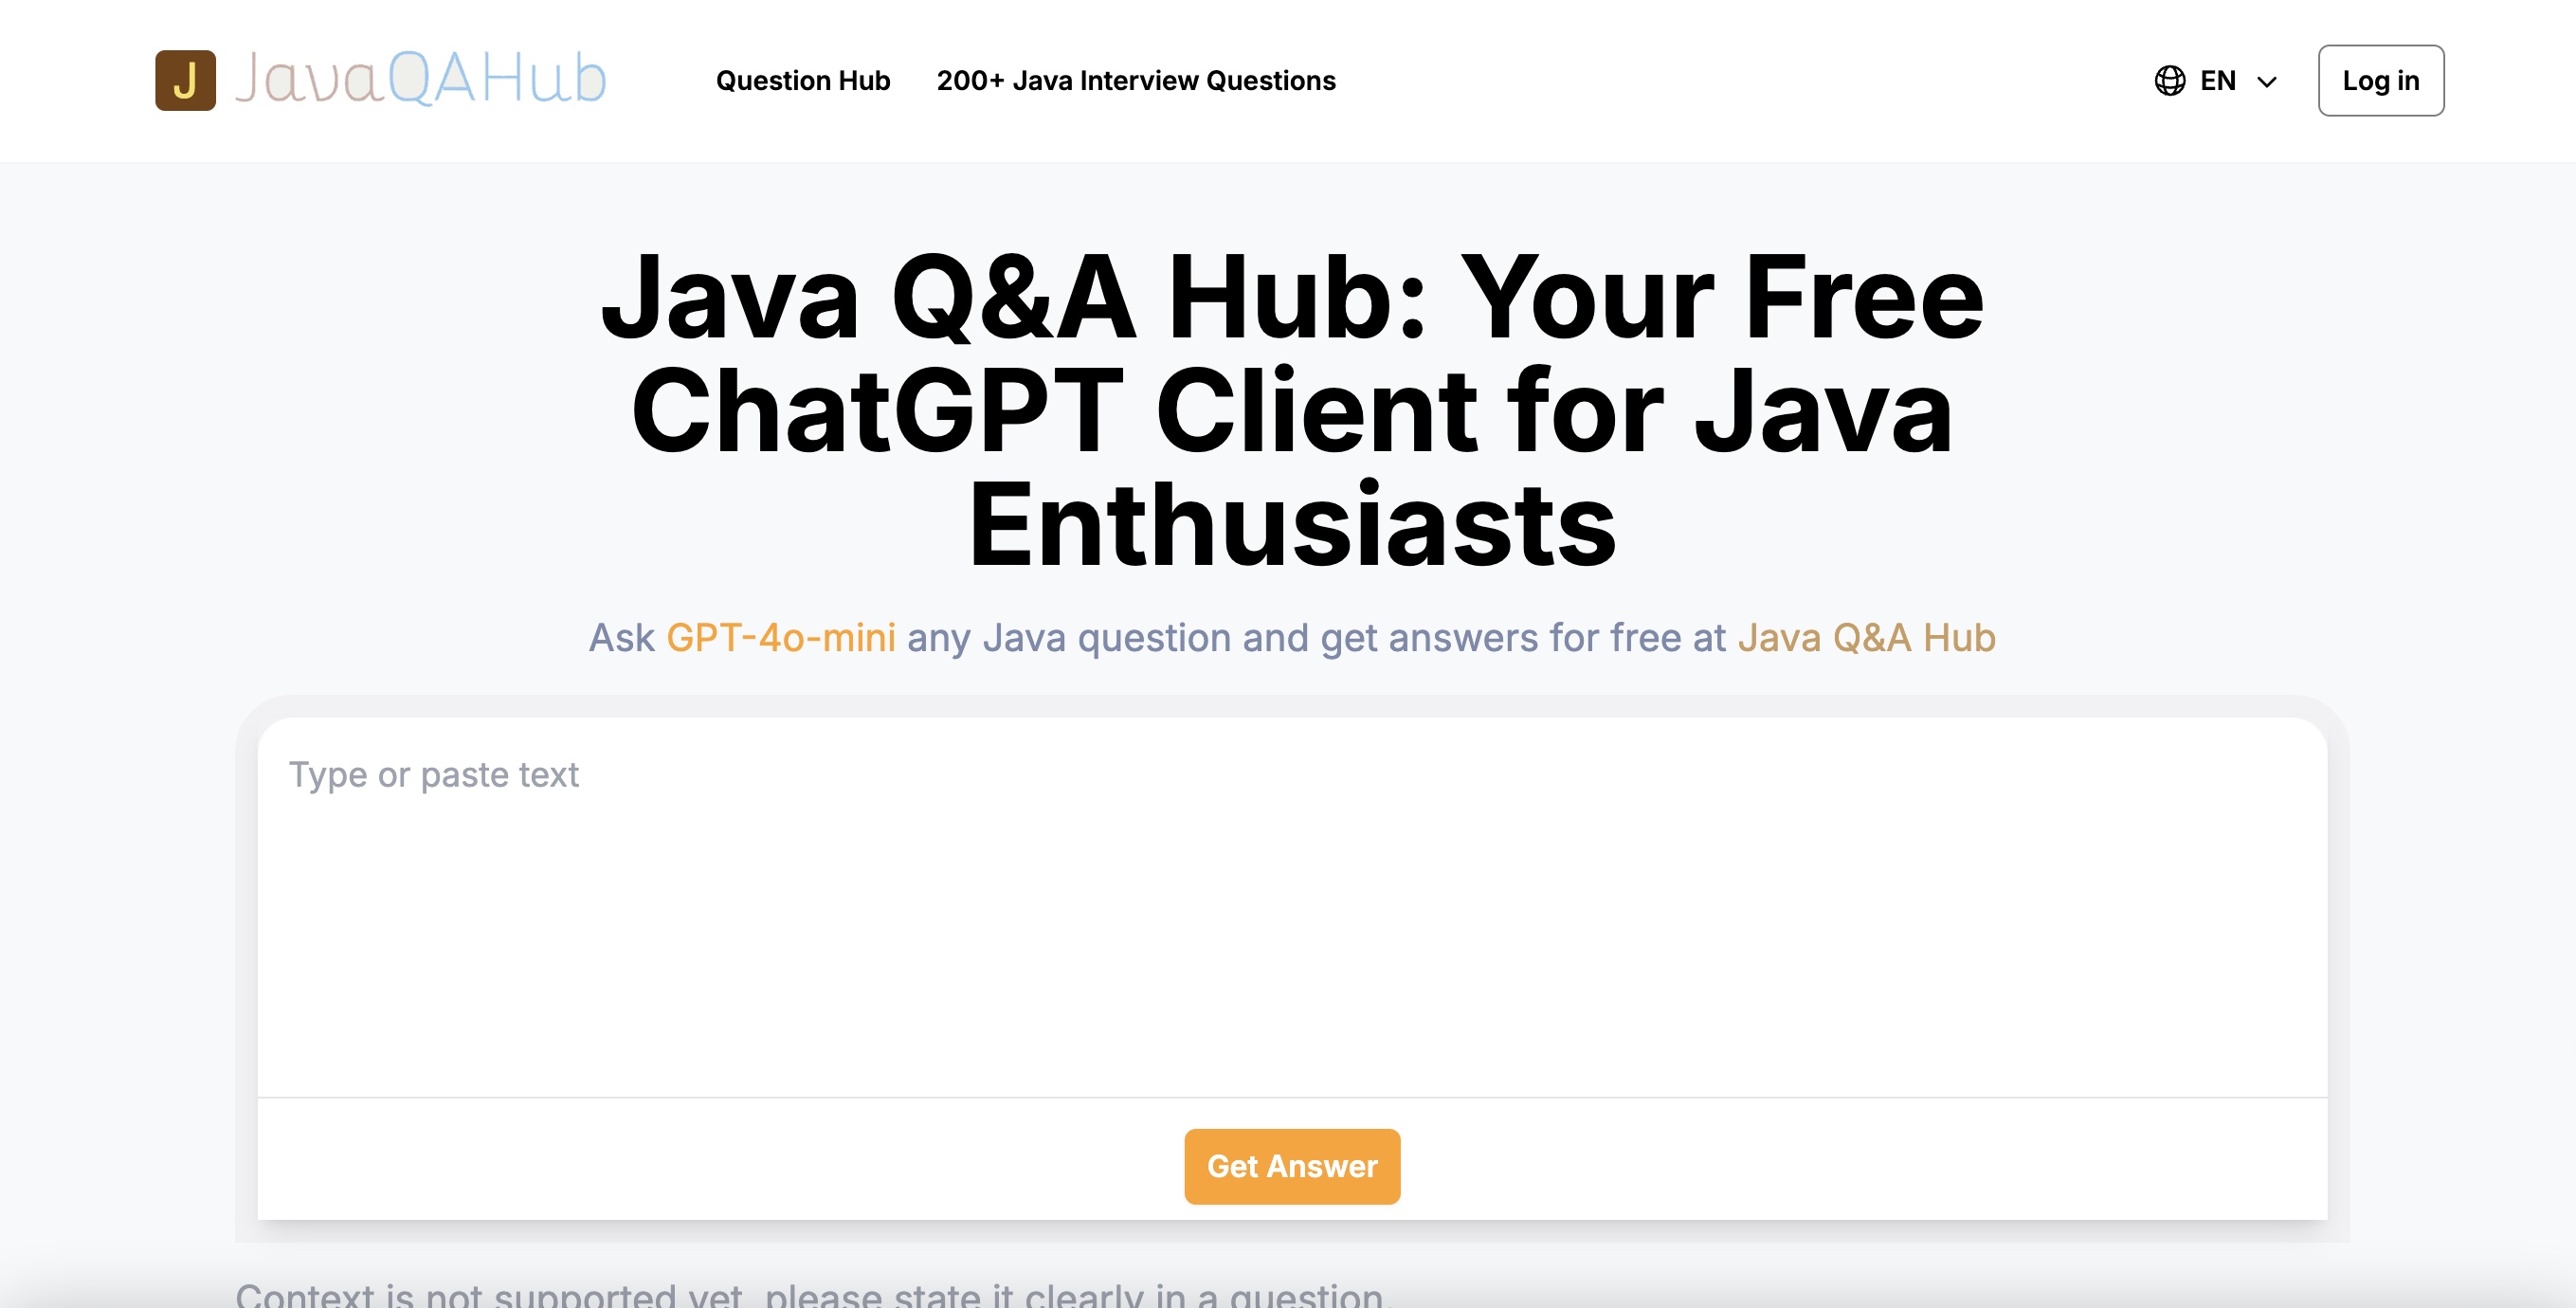 J JavaQAHub Question Hub 200+ Java Interview Questions EN Log in
Java Q&A Hub: Your Free
ChatGPT Client for Java
Enthusiasts
Ask GPT-4o-mini any Java question and get answers for free at Java Q&A Hub
Type or paste text
Get Answer
Context is not supported yet, please state it clearly in a question.